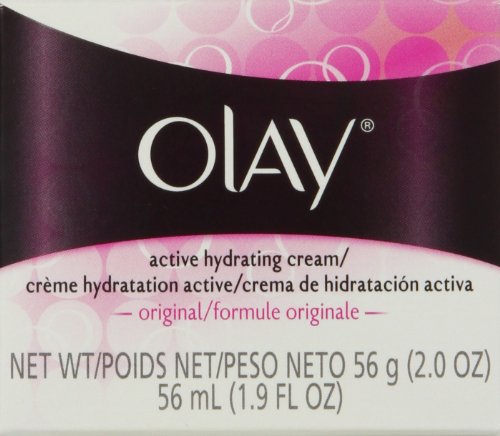 OLAY®
active hydrating cream/
crème hydratation active/crema de hidratación activa
original/formule originale
NET WT/POIDS NET/PESO NETO 56 g (2.0 OZ)
56 mL (1.9 FL OZ)